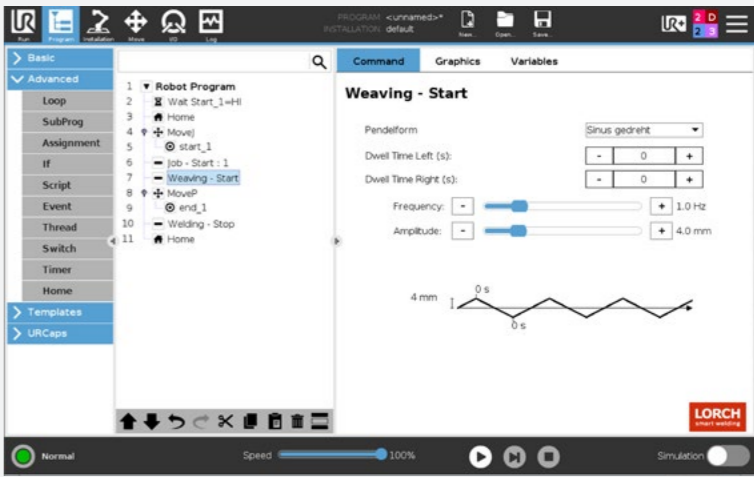 Run
Program
Installation
Move
I/O
Log
PROGRAM <unnamed>*
INSTALLATION default
New...
Open...
Save...
UR+
2 D
2 3
Basic
Advanced
Loop
SubProg
Assignment
If
Script
Event
Thread
Switch
Timer
Home
Templates
URCaps
1 Robot Program
2 Wait Start_1=HI
3 Home
4 MoveJ
5 start_1
6 Job - Start : 1
7 Weaving - Start
8 MoveP
9 end_1
10 Welding - Stop
11 Home
Command Graphics Variables
Weaving - Start
Pendelform Sinus gedreht
Dwell Time Left (s): - 0 +
Dwell Time Right (s): - 0 +
Frequency: - + 1.0 Hz
Amplitude: - + 4.0 mm
0 s
4 mm
0 s
LORCH
smart welding
Normal
Speed 100%
Simulation